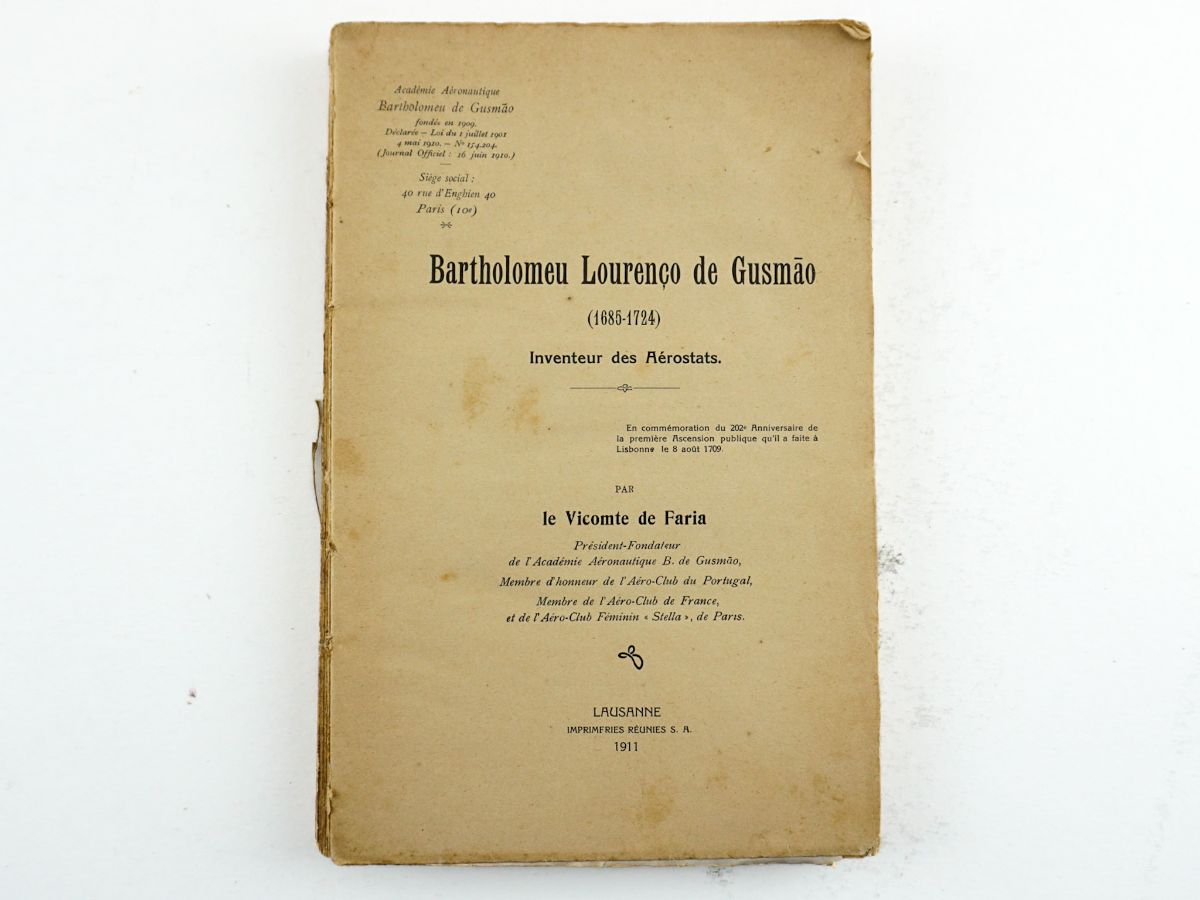 Académie Aéronautique
Bartholomeu de Gusmão
fondée en 1909.
Déclarée — Loi du 1 juillet 1901
4 mai 1910. — No 154.204.
(Journal Officiel : 16 juin 1910.)
Siège social :
40 rue d'Enghien 40
Paris (10e)
Bartholomeu Lourenço de Gusmão
(1685-1724)
Inventeur des Aérostats.
En commémoration du 202e Anniversaire de
la première Ascension publique qu'il a faite à
Lisbonne le 8 août 1709.
PAR
le Vicomte de Faria
Président-Fondateur
de l'Académie Aéronautique B. de Gusmão,
Membre d'honneur de l'Aéro-Club du Portugal,
Membre de l'Aéro-Club de France,
et de l'Aéro-Club Féminin « Stella », de Paris.
LAUSANNE
IMPRIMERIES RÉUNIES S. A.
1911